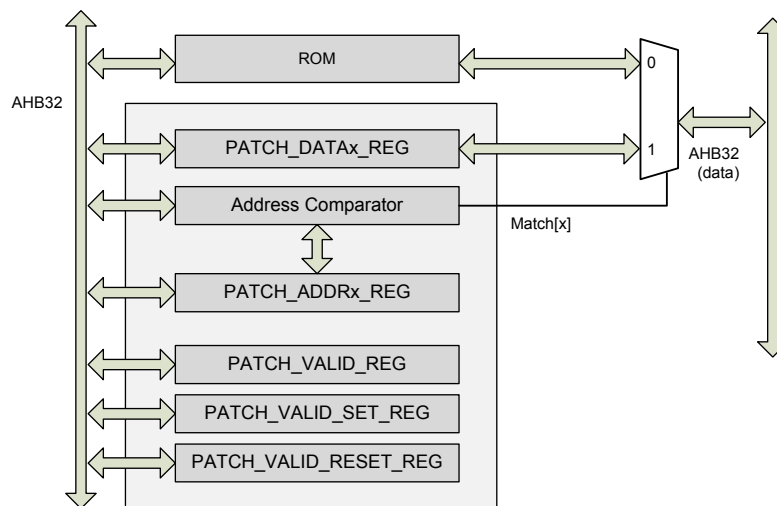 ROM
0
AHB32
PATCH_DATAx_REG
1
AHB32
(data)
Address Comparator
Match[x]
PATCH_ADDRx_REG
PATCH_VALID_REG
PATCH_VALID_SET_REG
PATCH_VALID_RESET_REG